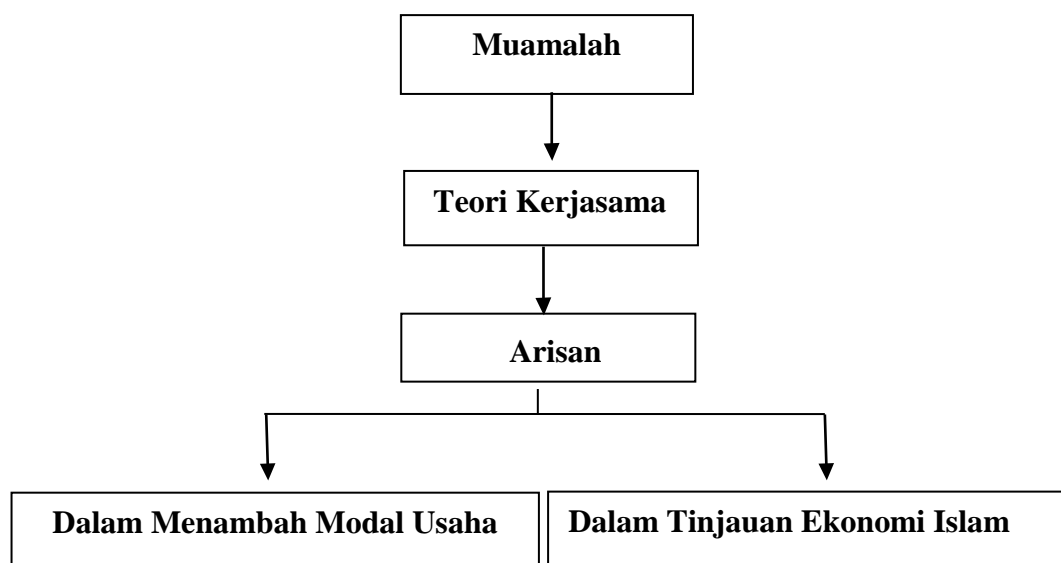 Muamalah
Teori Kerjasama
Arisan
Dalam Menambah Modal Usaha
Dalam Tinjauan Ekonomi Islam